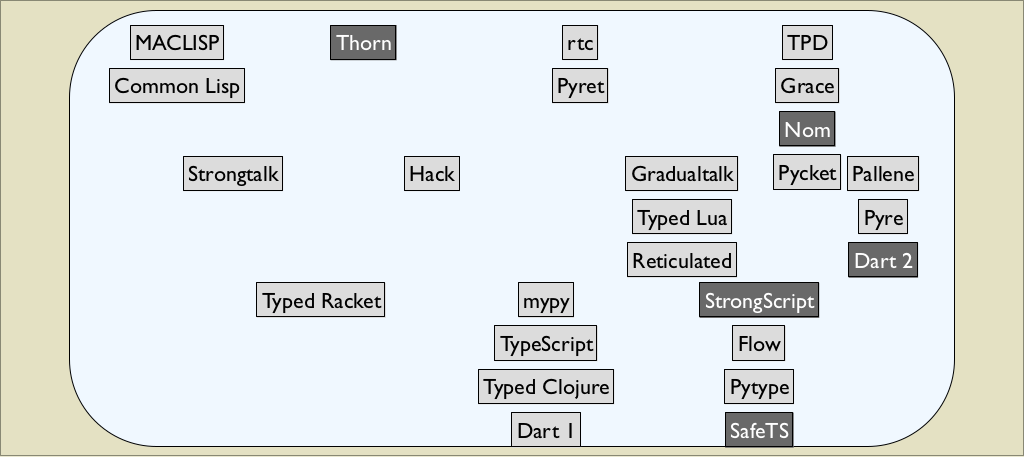 MACLISP Thorn rtc TPD
Common Lisp Pyret Grace
Nom
Strongtalk Hack Gradualtalk Pycket Pallene
Typed Lua Pyre
Reticulated Dart 2
Typed Racket mypy StrongScript
TypeScript Flow
Typed Clojure Pytype
Dart 1 SafeTS